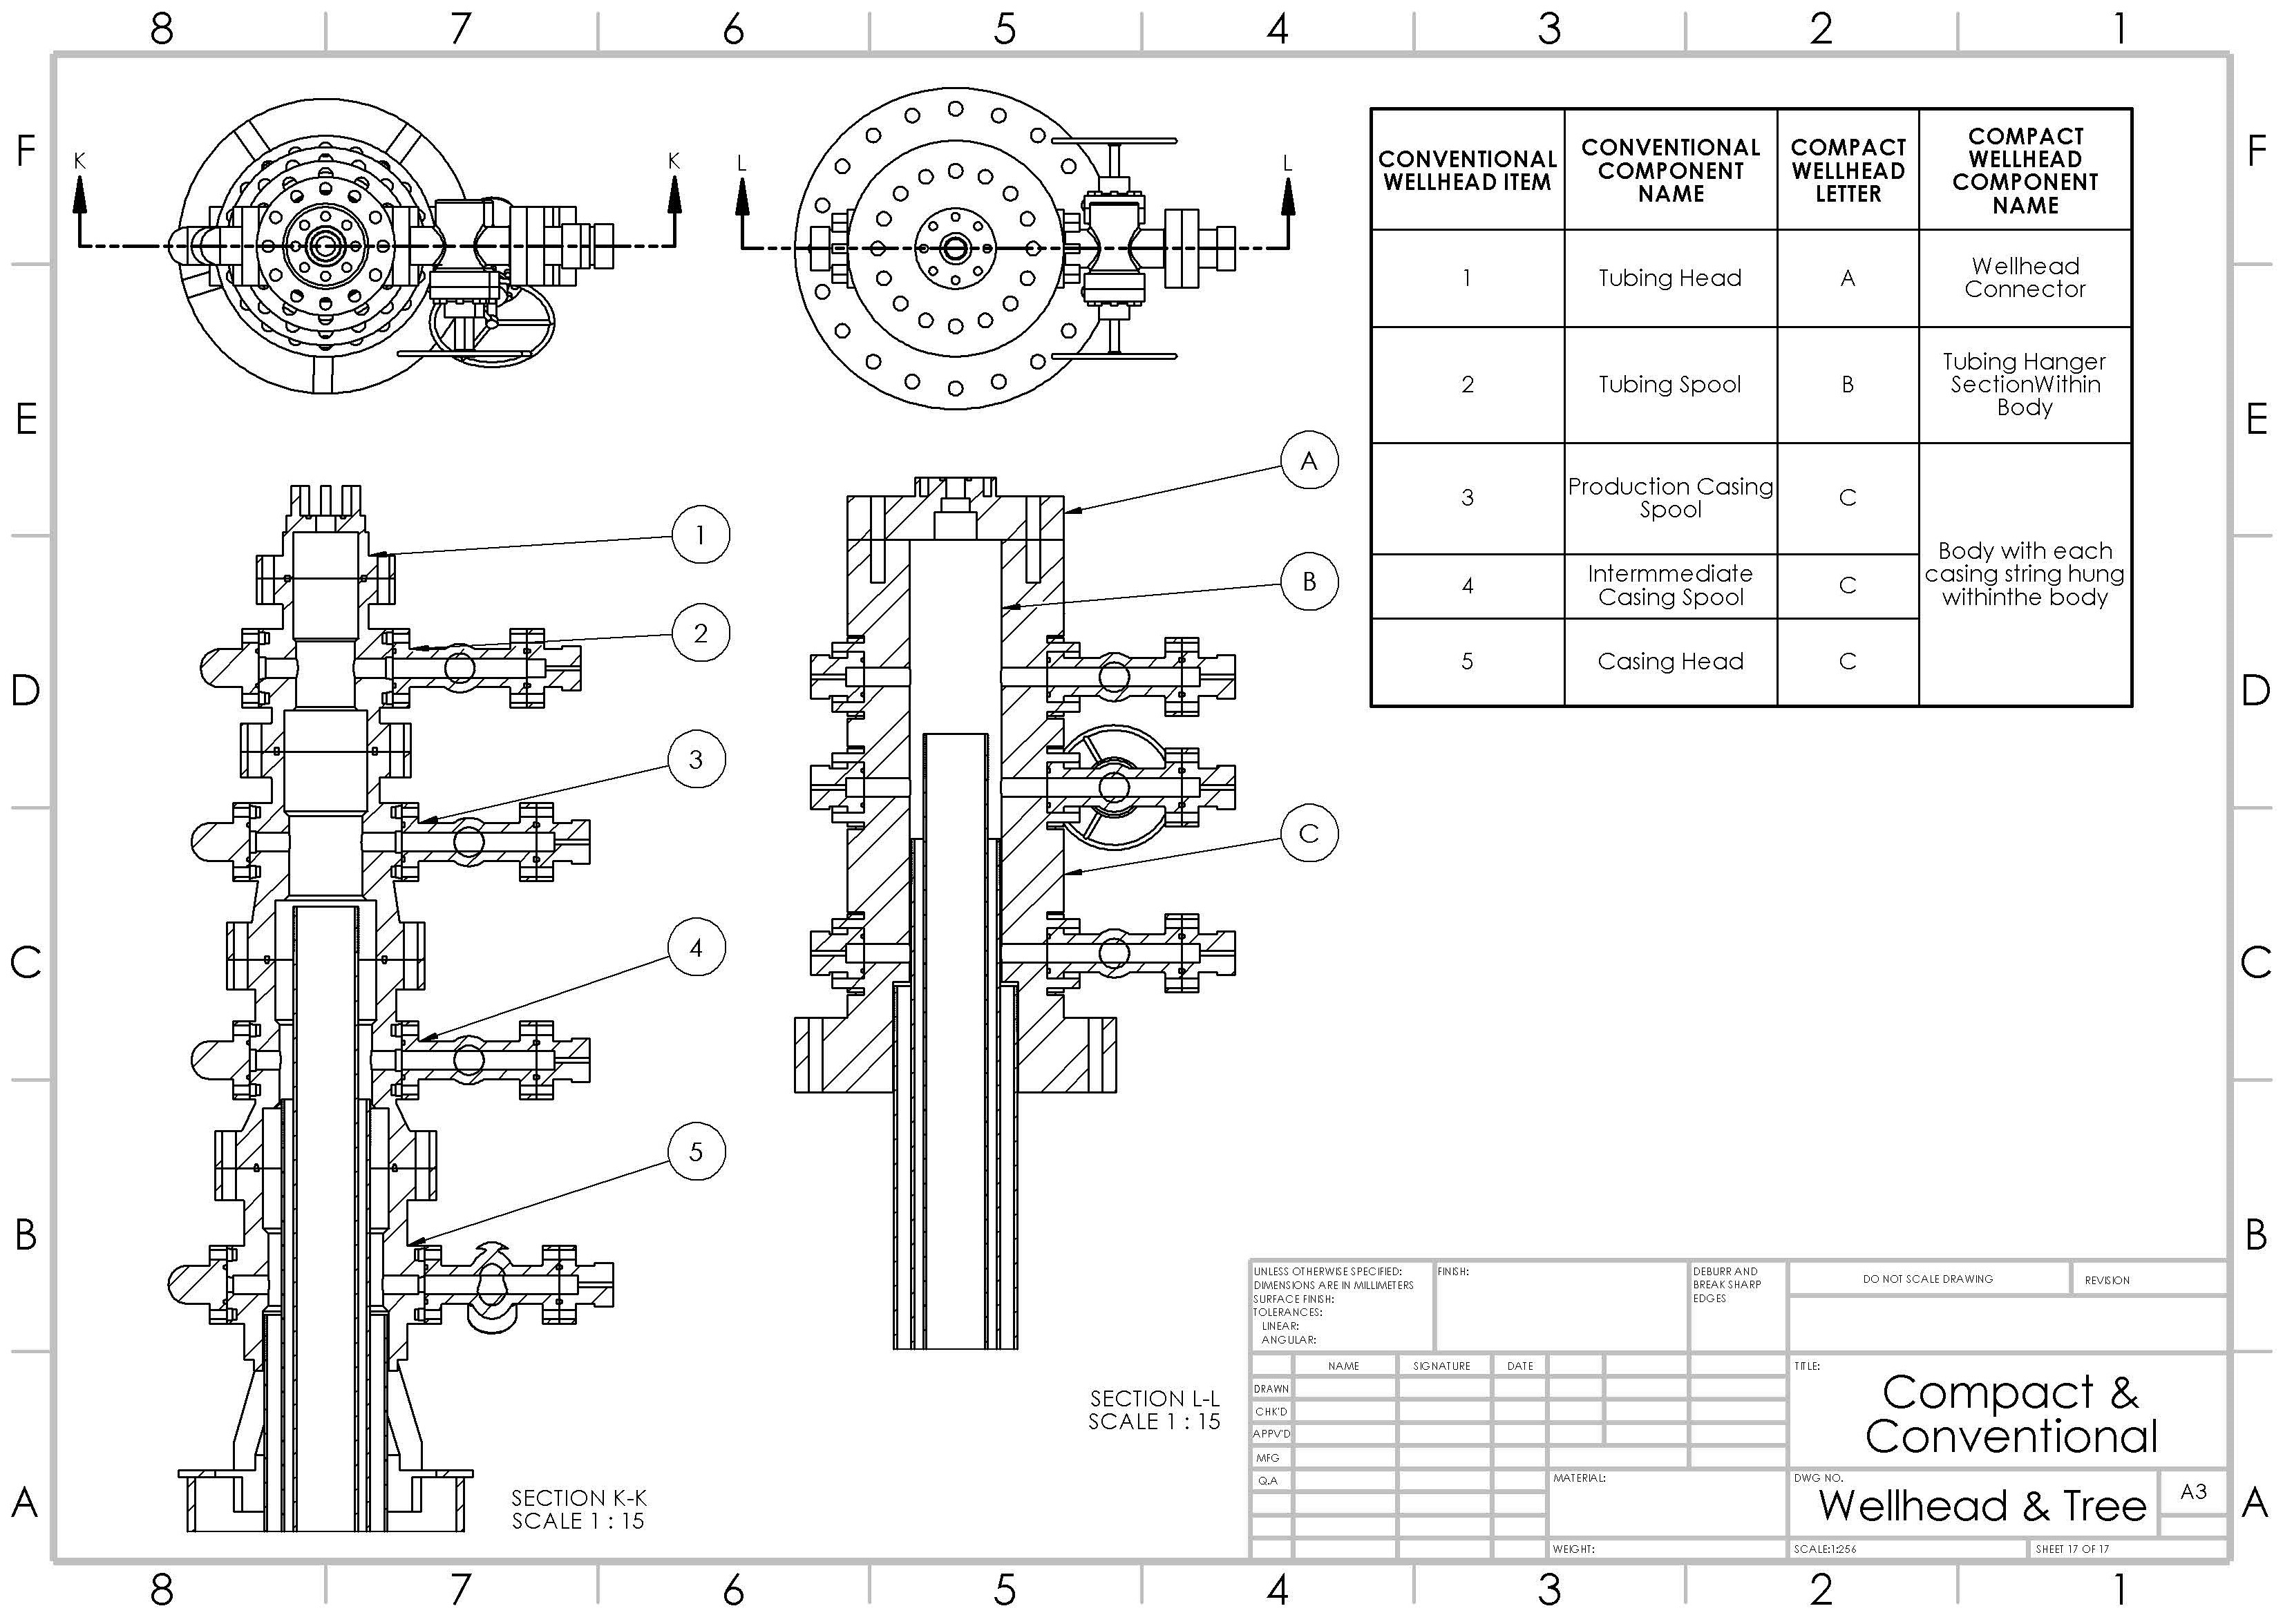 8 7 6 5 4 3 2 1
F
E
D
C
B
A
F
E
D
C
B
A
K K
L L
1
2
3
4
5
A
B
C
SECTION K-K
SCALE 1 : 15
SECTION L-L
SCALE 1 : 15
CONVENTIONAL
WELLHEAD ITEM
CONVENTIONAL
COMPONENT
NAME
COMPACT
WELLHEAD
LETTER
COMPACT
WELLHEAD
COMPONENT
NAME
1
Tubing Head
A
Wellhead
Connector
2
Tubing Spool
B
Tubing Hanger
SectionWithin
Body
3
Production Casing
Spool
C
4
Intermmediate
Casing Spool
C
5
Casing Head
C
Body with each
casing string hung
withinthe body
UNLESS OTHERWISE SPECIFIED:
DIMENSIONS ARE IN MILLIMETERS
SURFACE FINISH:
TOLERANCES:
LINEAR:
ANGULAR:
FINISH:
DEBURR AND
BREAK SHARP
EDGES
DO NOT SCALE DRAWING
REVISION
NAME
SIGNATURE
DATE
DRAWN
CHK'D
APPV'D
MFG
Q.A
MATERIAL:
WEIGHT:
TITLE:
Compact &
Conventional
DWG NO.
Wellhead & Tree
A3
SCALE:1:256
SHEET 17 OF 17
8 7 6 5 4 3 2 1